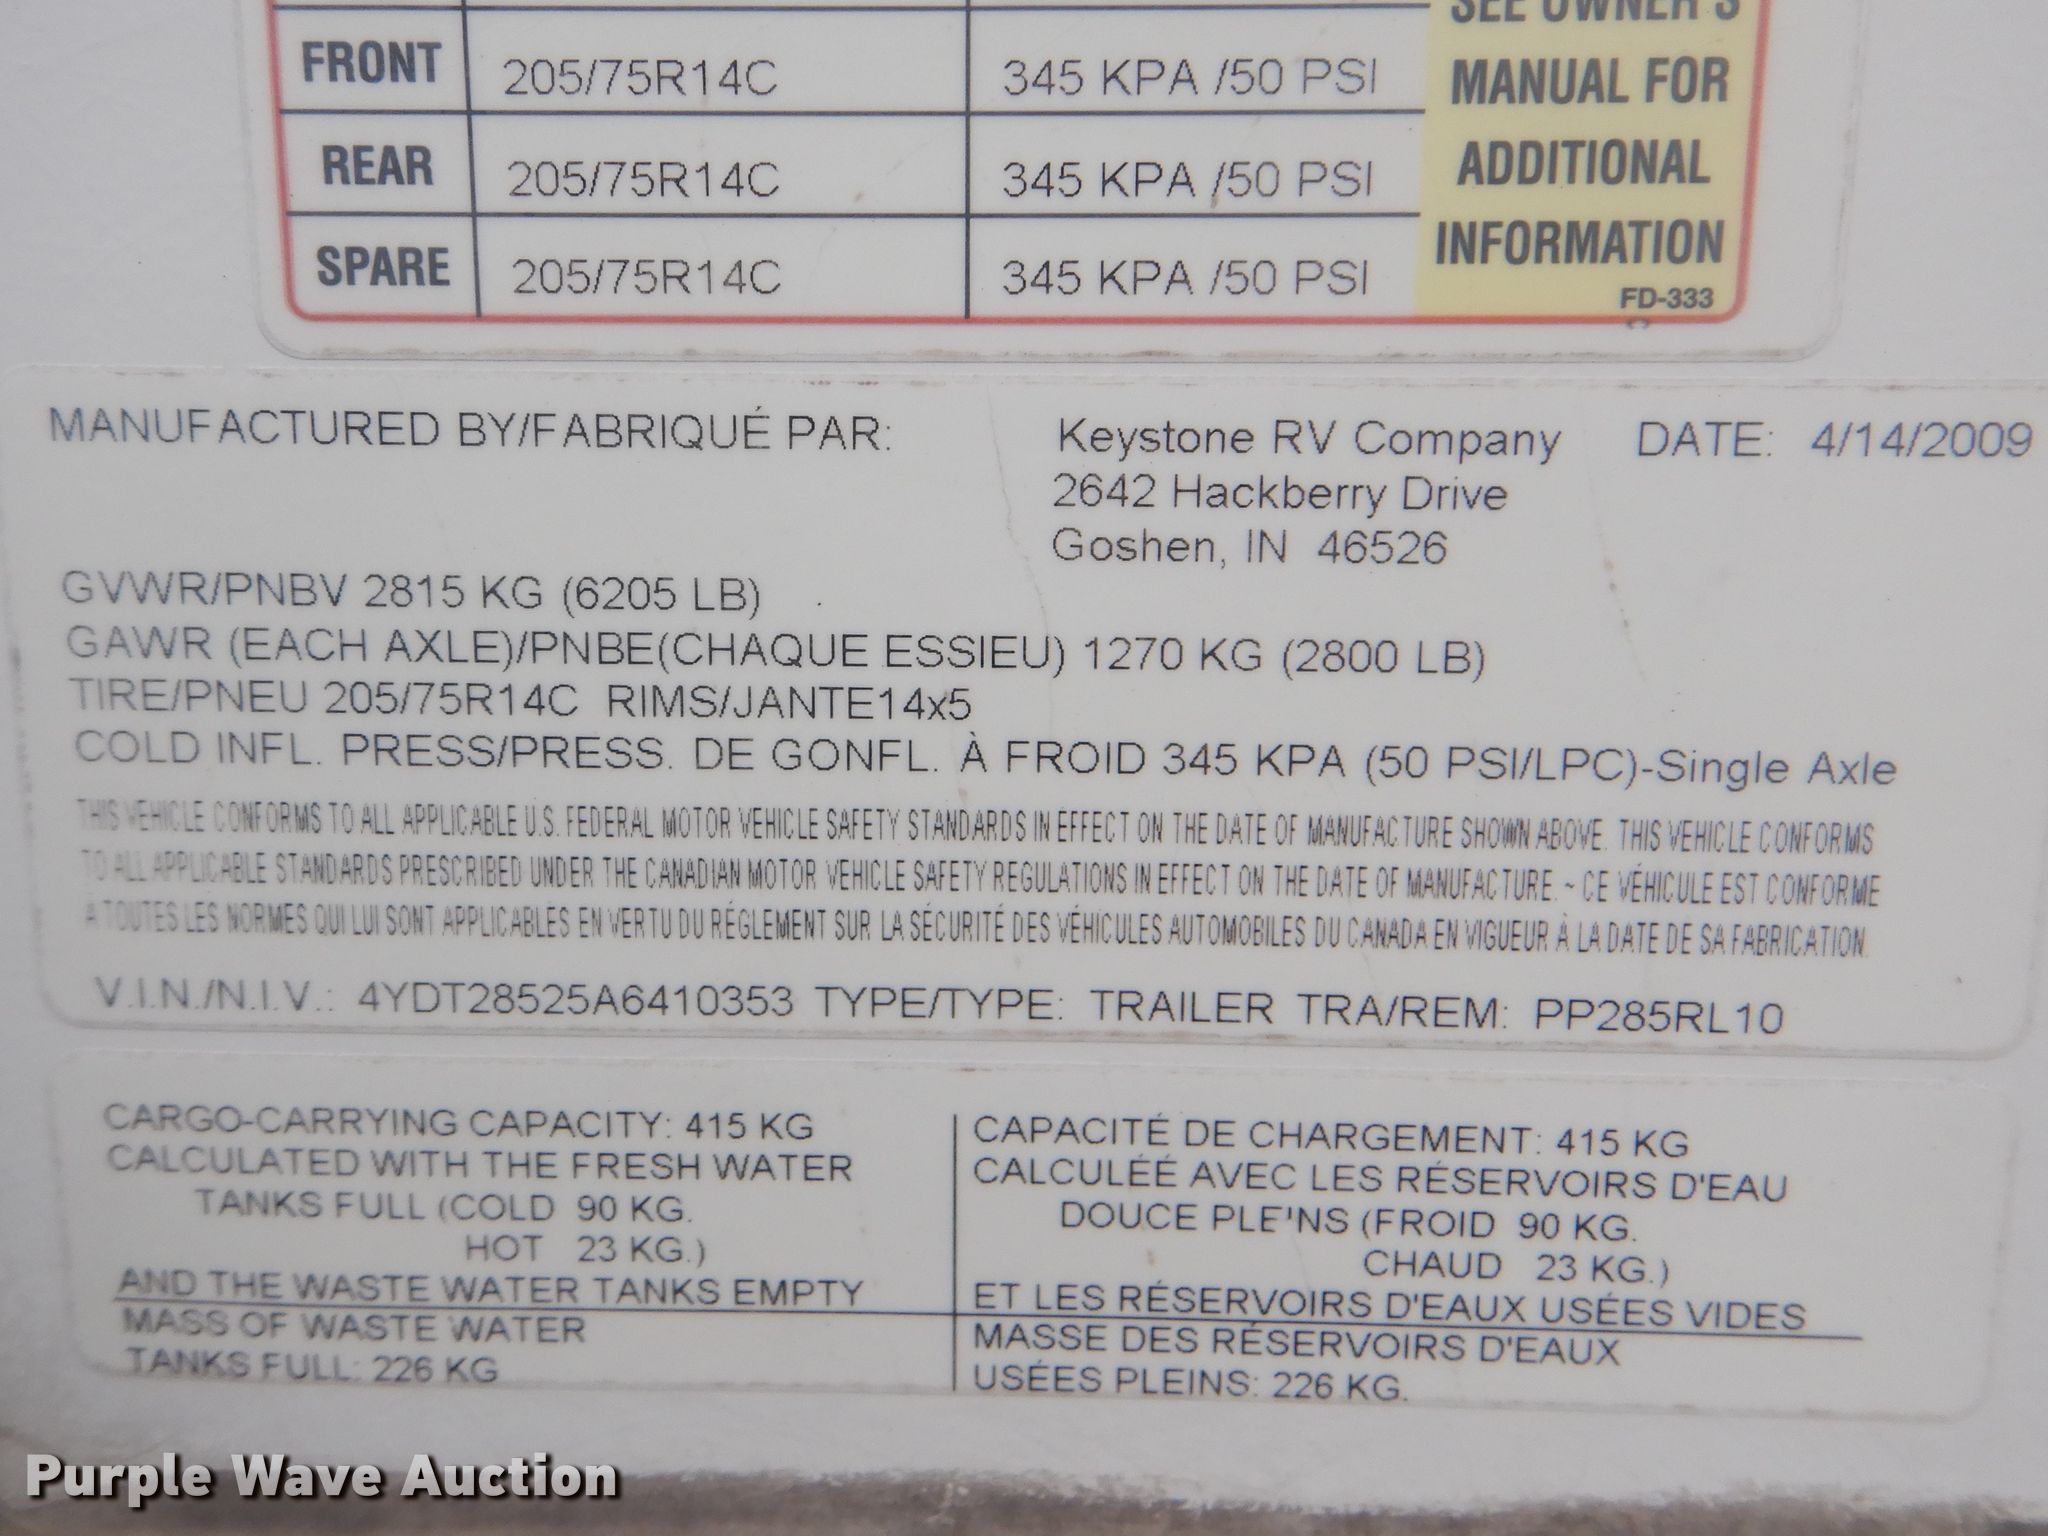 SEE OWNER'S
FRONT 205/75R14C 345 KPA /50 PSI MANUAL FOR
REAR 205/75R14C 345 KPA /50 PSI ADDITIONAL
SPARE 205/75R14C 345 KPA /50 PSI INFORMATION
FD-333
MANUFACTURED BY/FABRIQUÉ PAR: Keystone RV Company DATE: 4/14/2009
2642 Hackberry Drive
Goshen, IN 46526
GVWR/PNBV 2815 KG (6205 LB)
GAWR (EACH AXLE)/PNBE(CHAQUE ESSIEU) 1270 KG (2800 LB)
TIRE/PNEU 205/75R14C RIMS/JANTE14x5
COLD INFL. PRESS/PRESS. DE GONFL. À FROID 345 KPA (50 PSI/LPC)-Single Axle
THIS VEHICLE CONFORMS TO ALL APPLICABLE U.S. FEDERAL MOTOR VEHICLE SAFETY STANDARDS IN EFFECT ON THE DATE OF MANUFACTURE SHOWN ABOVE. THIS VEHICLE CONFORMS
TO ALL APPLICABLE STANDARDS PRESCRIBED UNDER THE CANADIAN MOTOR VEHICLE SAFETY REGULATIONS IN EFFECT ON THE DATE OF MANUFACTURE. ~ CE VÉHICULE EST CONFORME
À TOUTES LES NORMES QUI LUI SONT APPLICABLES EN VERTU DU RÉGLEMENT SUR LA SÉCURITÉ DES VÉHICULES AUTOMOBILES DU CANADA EN VIGUEUR À LA DATE DE SA FABRICATION.
V.I.N./N.I.V.: 4YDT28525A6410353 TYPE/TYPE: TRAILER TRA/REM: PP285RL10
CARGO-CARRYING CAPACITY: 415 KG
CALCULATED WITH THE FRESH WATER
TANKS FULL (COLD 90 KG.
HOT 23 KG.)
AND THE WASTE WATER TANKS EMPTY
MASS OF WASTE WATER
TANKS FULL: 226 KG
CAPACITÉ DE CHARGEMENT: 415 KG
CALCULÉÉ AVEC LES RÉSERVOIRS D'EAU
DOUCE PLEINS (FROID 90 KG.
CHAUD 23 KG.)
ET LES RÉSERVOIRS D'EAUX USÉES VIDES
MASSE DES RÉSERVOIRS D'EAUX
USÉES PLEINS: 226 KG.
Purple Wave Auction